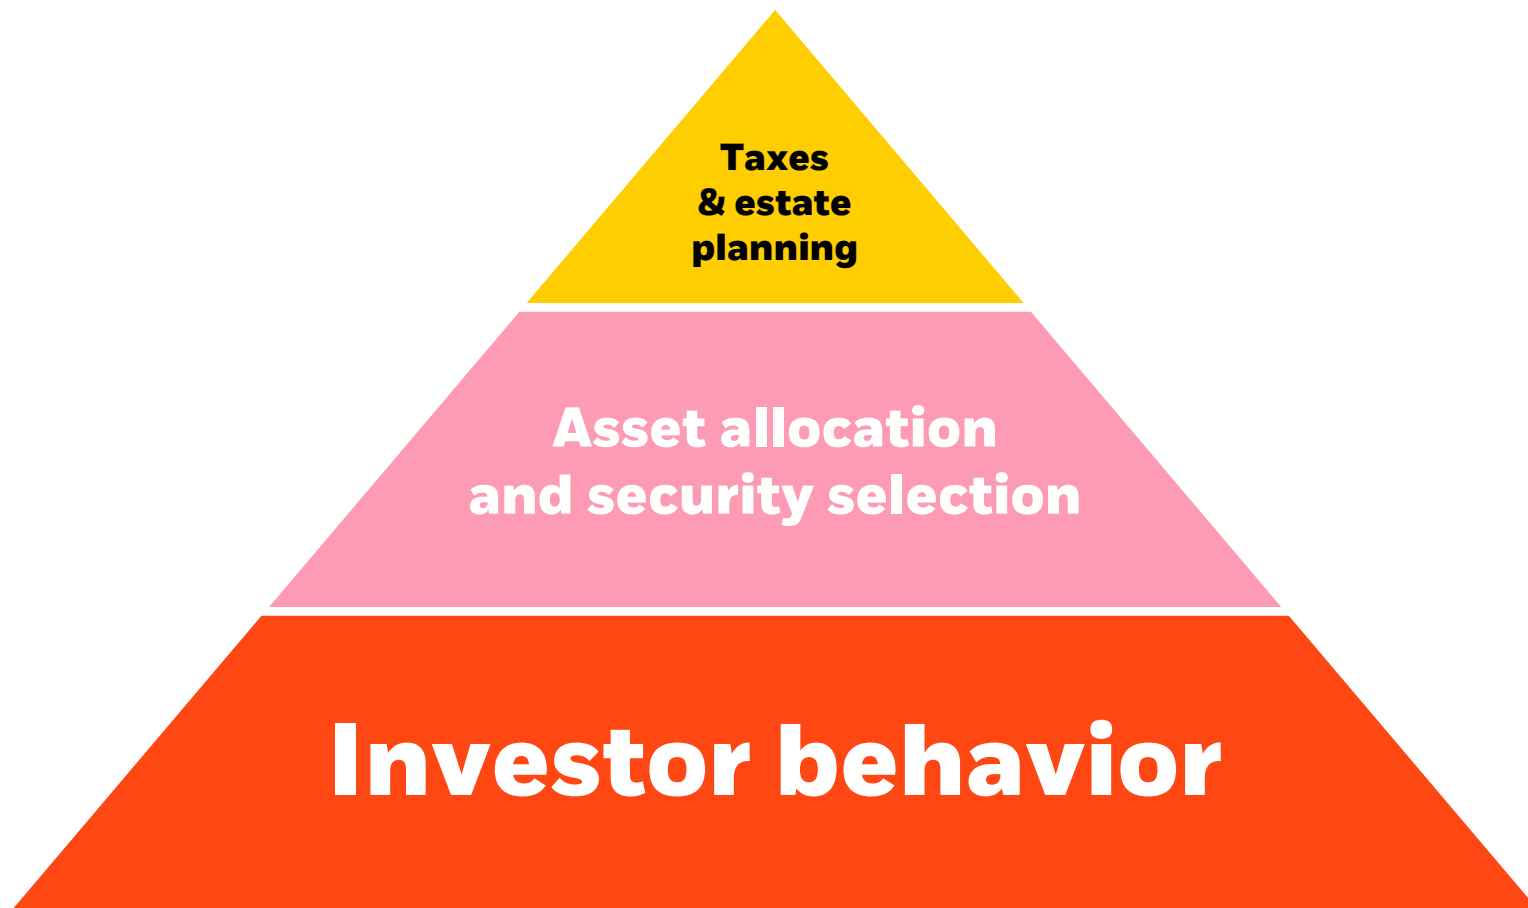 Taxes
& estate
planning
Asset allocation
and security selection
Investor behavior